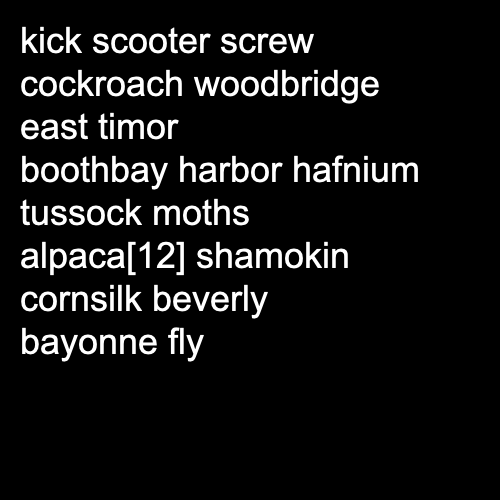 kick scooter screw
cockroach woodbridge
east timor
boothbay harbor hafnium
tussock moths
alpaca[12] shamokin
cornsilk beverly
bayonne fly